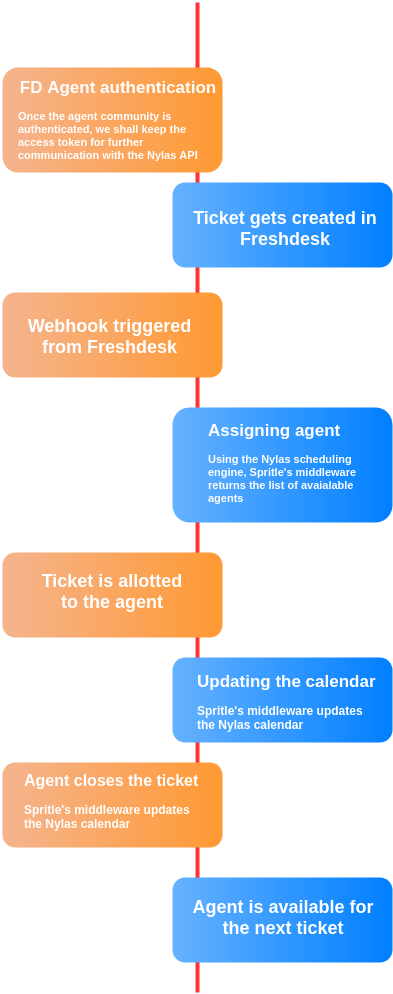 FD Agent authentication
Once the agent community is
authenticated, we shall keep the
access token for further
communication with the Nylas API
Ticket gets created in
Freshdesk
Webhook triggered
from Freshdesk
Assigning agent
Using the Nylas scheduling
engine, Spritle's middleware
returns the list of avaialable
agents
Ticket is allotted
to the agent
Updating the calendar
Spritle's middleware updates
the Nylas calendar
Agent closes the ticket
Spritle's middleware updates
the Nylas calendar
Agent is available for
the next ticket